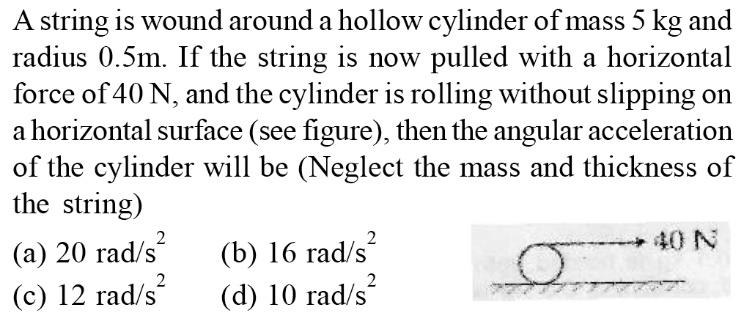 A string is wound around a hollow cylinder of mass 5 kg and
radius 0.5m. If the string is now pulled with a horizontal
force of 40 N, and the cylinder is rolling without slipping on
a horizontal surface (see figure), then the angular acceleration
of the cylinder will be (Neglect the mass and thickness of
the string)
(a) 20 rad/s² (b) 16 rad/s²
40 N
(c) 12 rad/s² (d) 10 rad/s²